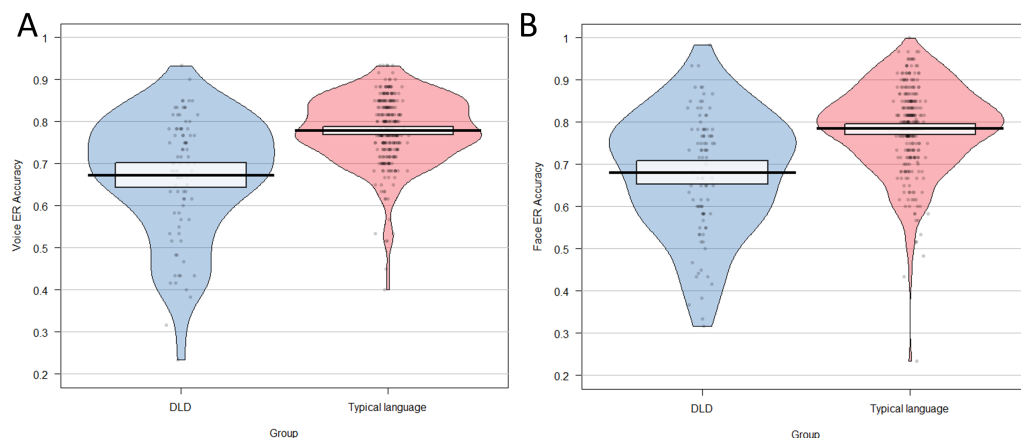 A
Voice ER Accuracy
1
0.9
0.8
0.7
0.6
0.5
0.4
0.3
0.2
DLD
Typical language
Group
B
Face ER Accuracy
1
0.9
0.8
0.7
0.6
0.5
0.4
0.3
0.2
DLD
Typical language
Group